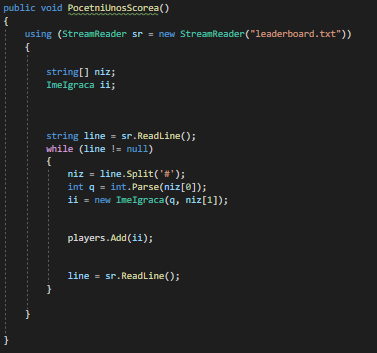 public void PocetniUnosScorea()
{
using (StreamReader sr = new StreamReader("leaderboard.txt"))
{
string[] niz;
ImeIgraca ii;
string line = sr.ReadLine();
while (line != null)
{
niz = line.Split('#');
int q = int.Parse(niz[0]);
ii = new ImeIgraca(q, niz[1]);
players.Add(ii);
line = sr.ReadLine();
}
}
}